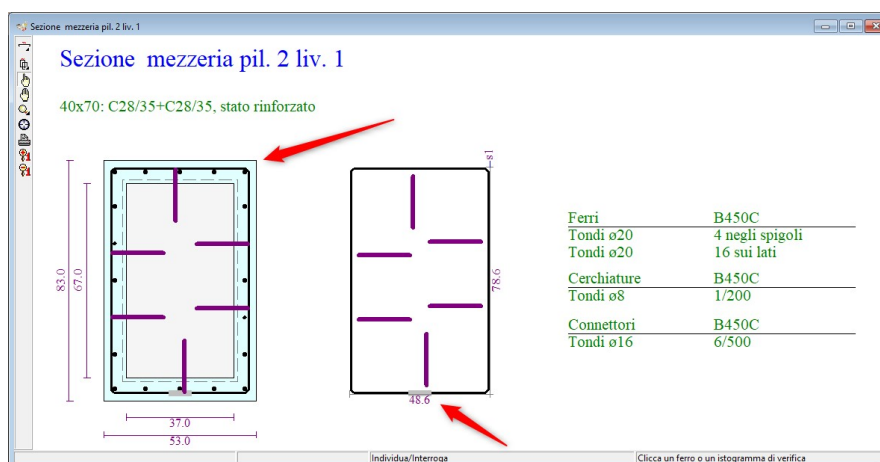 Sezione mezzeria pil. 2 liv. 1
Sezione mezzeria pil. 2 liv. 1
40x70: C28/35+C28/35, stato rinforzato
s1
83.0
67.0
78.6
48.6
37.0
53.0
Ferri B450C
Tondi ø20 4 negli spigoli
Tondi ø20 16 sui lati
Cerchiature B450C
Tondi ø8 1/200
Connettori B450C
Tondi ø16 6/500
Individua/Interroga
Clicca un ferro o un istogramma di verifica